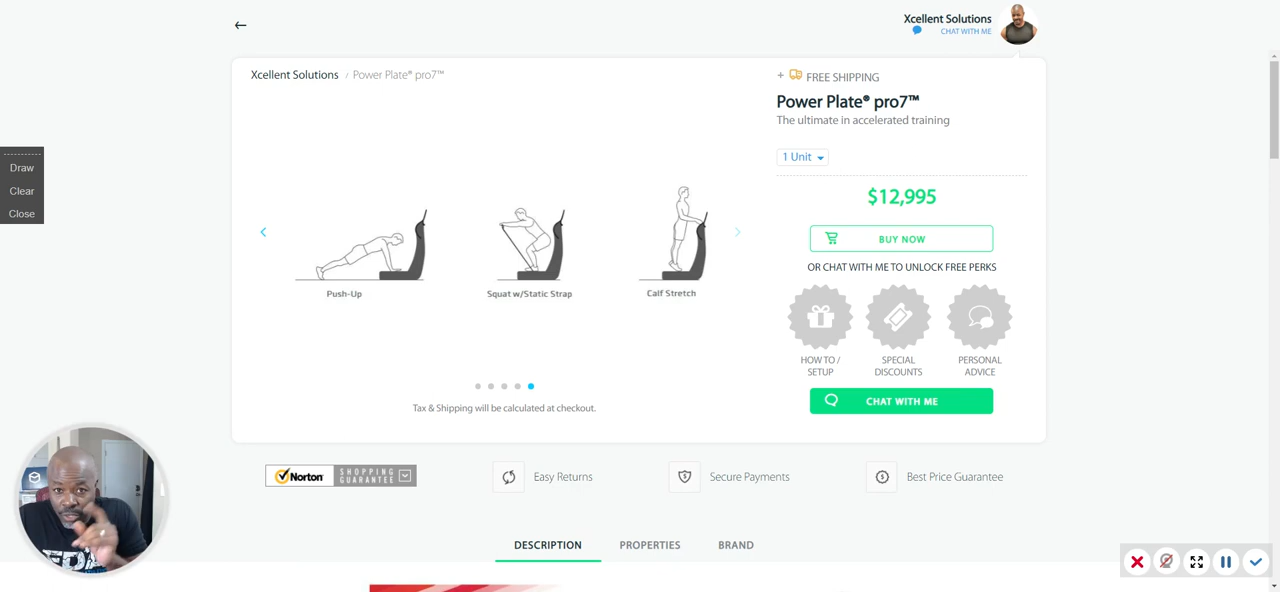 Xcellent Solutions
CHAT WITH ME
Xcellent Solutions / Power Plate® pro7™
+ FREE SHIPPING
Power Plate® pro7™
The ultimate in accelerated training
1 Unit
$12,995
BUY NOW
OR CHAT WITH ME TO UNLOCK FREE PERKS
HOW TO /
SETUP
SPECIAL
DISCOUNTS
PERSONAL
ADVICE
CHAT WITH ME
Push-Up
Squat w/Static Strap
Calf Stretch
Tax & Shipping will be calculated at checkout.
Draw
Clear
Close
Norton
SHOPPING
GUARANTEE
Easy Returns
Secure Payments
Best Price Guarantee
DESCRIPTION
PROPERTIES
BRAND